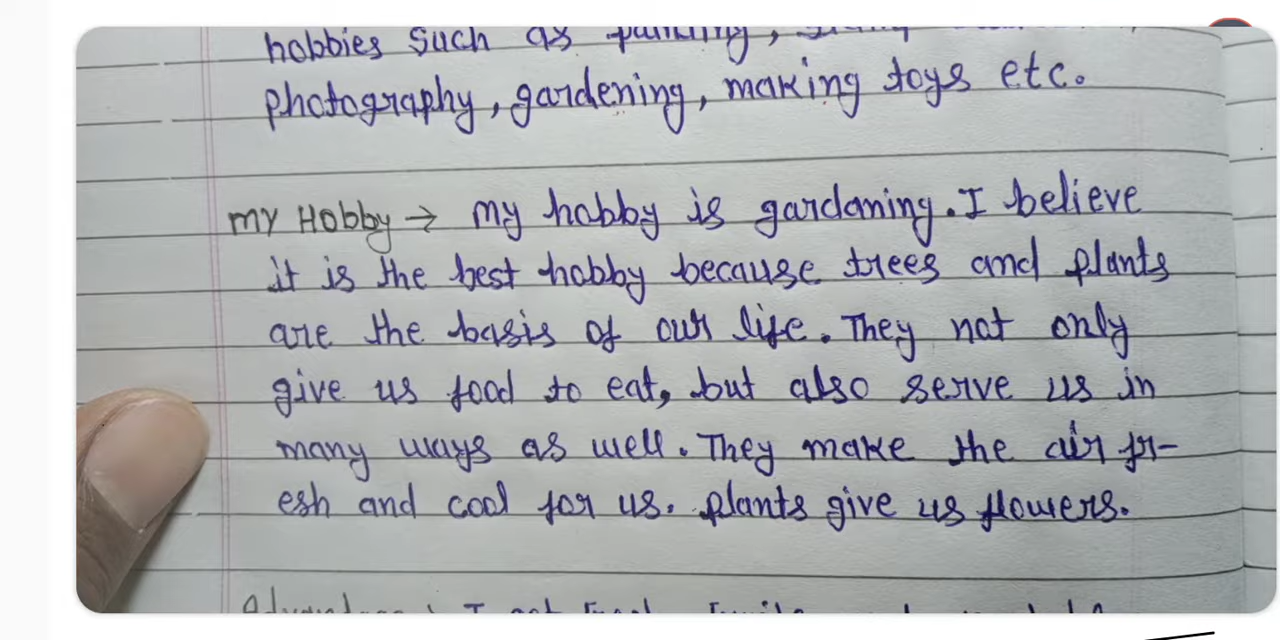 hobbies Such as painting,
photography, gardening, making toys etc.
my Hobby → my hobby is gardaning. I believe
it is the best hobby because trees and plants
are the basis of our life. They not only
give us food to eat, but also serve us in
many ways as well. They make the air fr-
esh and cool for us. plants give us flowers.